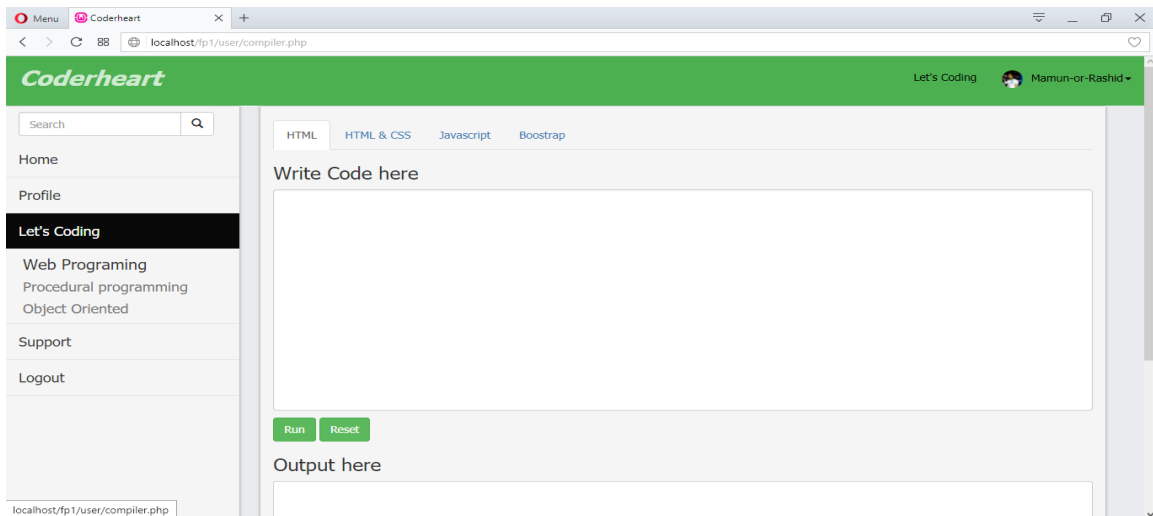 Menu
Coderheart
localhost/fp1/user/compiler.php
Coderheart
Let's Coding
Mamun-or-Rashid
Search
Home
Profile
Let's Coding
Web Programing
Procedural programming
Object Oriented
Support
Logout
HTML
HTML & CSS
Javascript
Boostrap
Write Code here
Run
Reset
Output here
localhost/fp1/user/compiler.php